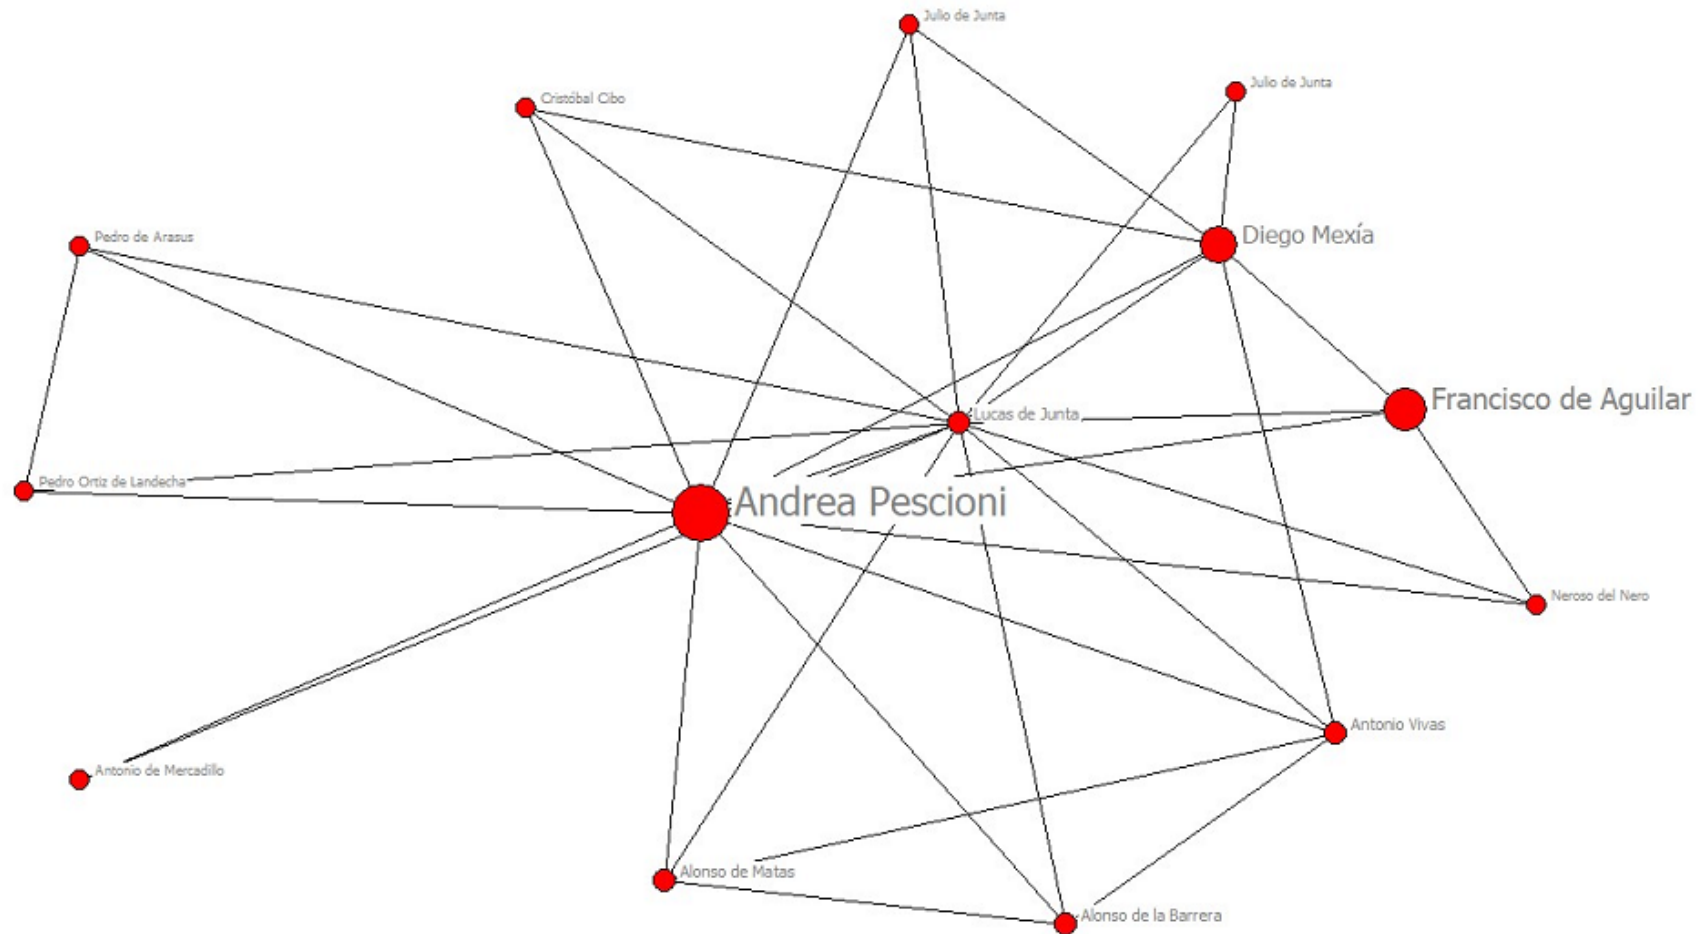 Julio de Junta
Julio de Junta
Cristóbal Cibo
Pedro de Arasus
Diego Mexía
Francisco de Aguilar
Lucas de Junta
Pedro Ortiz de Landecha
Andrea Pescioni
Neroso del Nero
Antonio Vivas
Antonio de Mercadillo
Alonso de Matas
Alonso de la Barrera